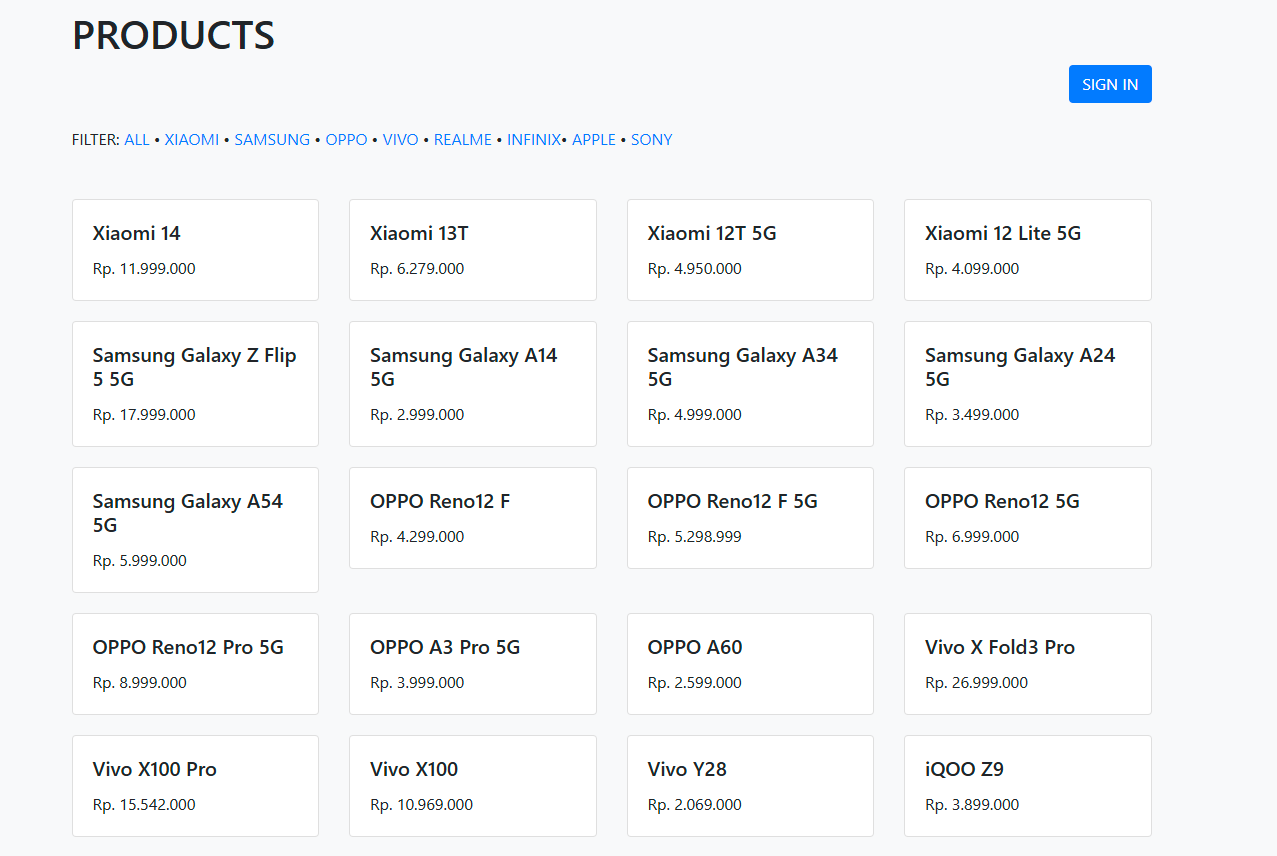 PRODUCTS
SIGN IN
FILTER: ALL • XIAOMI • SAMSUNG • OPPO • VIVO • REALME • INFINIX• APPLE • SONY
Xiaomi 14
Rp. 11.999.000
Xiaomi 13T
Rp. 6.279.000
Xiaomi 12T 5G
Rp. 4.950.000
Xiaomi 12 Lite 5G
Rp. 4.099.000
Samsung Galaxy Z Flip
5 5G
Rp. 17.999.000
Samsung Galaxy A14
5G
Rp. 2.999.000
Samsung Galaxy A34
5G
Rp. 4.999.000
Samsung Galaxy A24
5G
Rp. 3.499.000
Samsung Galaxy A54
5G
Rp. 5.999.000
OPPO Reno12 F
Rp. 4.299.000
OPPO Reno12 F 5G
Rp. 5.298.999
OPPO Reno12 5G
Rp. 6.999.000
OPPO Reno12 Pro 5G
Rp. 8.999.000
OPPO A3 Pro 5G
Rp. 3.999.000
OPPO A60
Rp. 2.599.000
Vivo X Fold3 Pro
Rp. 26.999.000
Vivo X100 Pro
Rp. 15.542.000
Vivo X100
Rp. 10.969.000
Vivo Y28
Rp. 2.069.000
iQOO Z9
Rp. 3.899.000